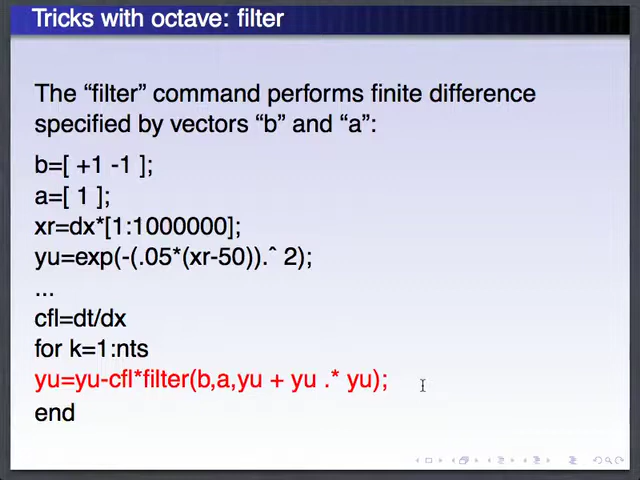 Tricks with octave: filter
The “filter” command performs finite difference
specified by vectors “b” and “a”:
b=[ +1 -1 ];
a=[ 1 ];
xr=dx*[1:1000000];
yu=exp(-(.05*(xr-50)).ˆ 2);
...
cfl=dt/dx
for k=1:nts
yu=yu-cfl*filter(b,a,yu + yu .* yu);
end